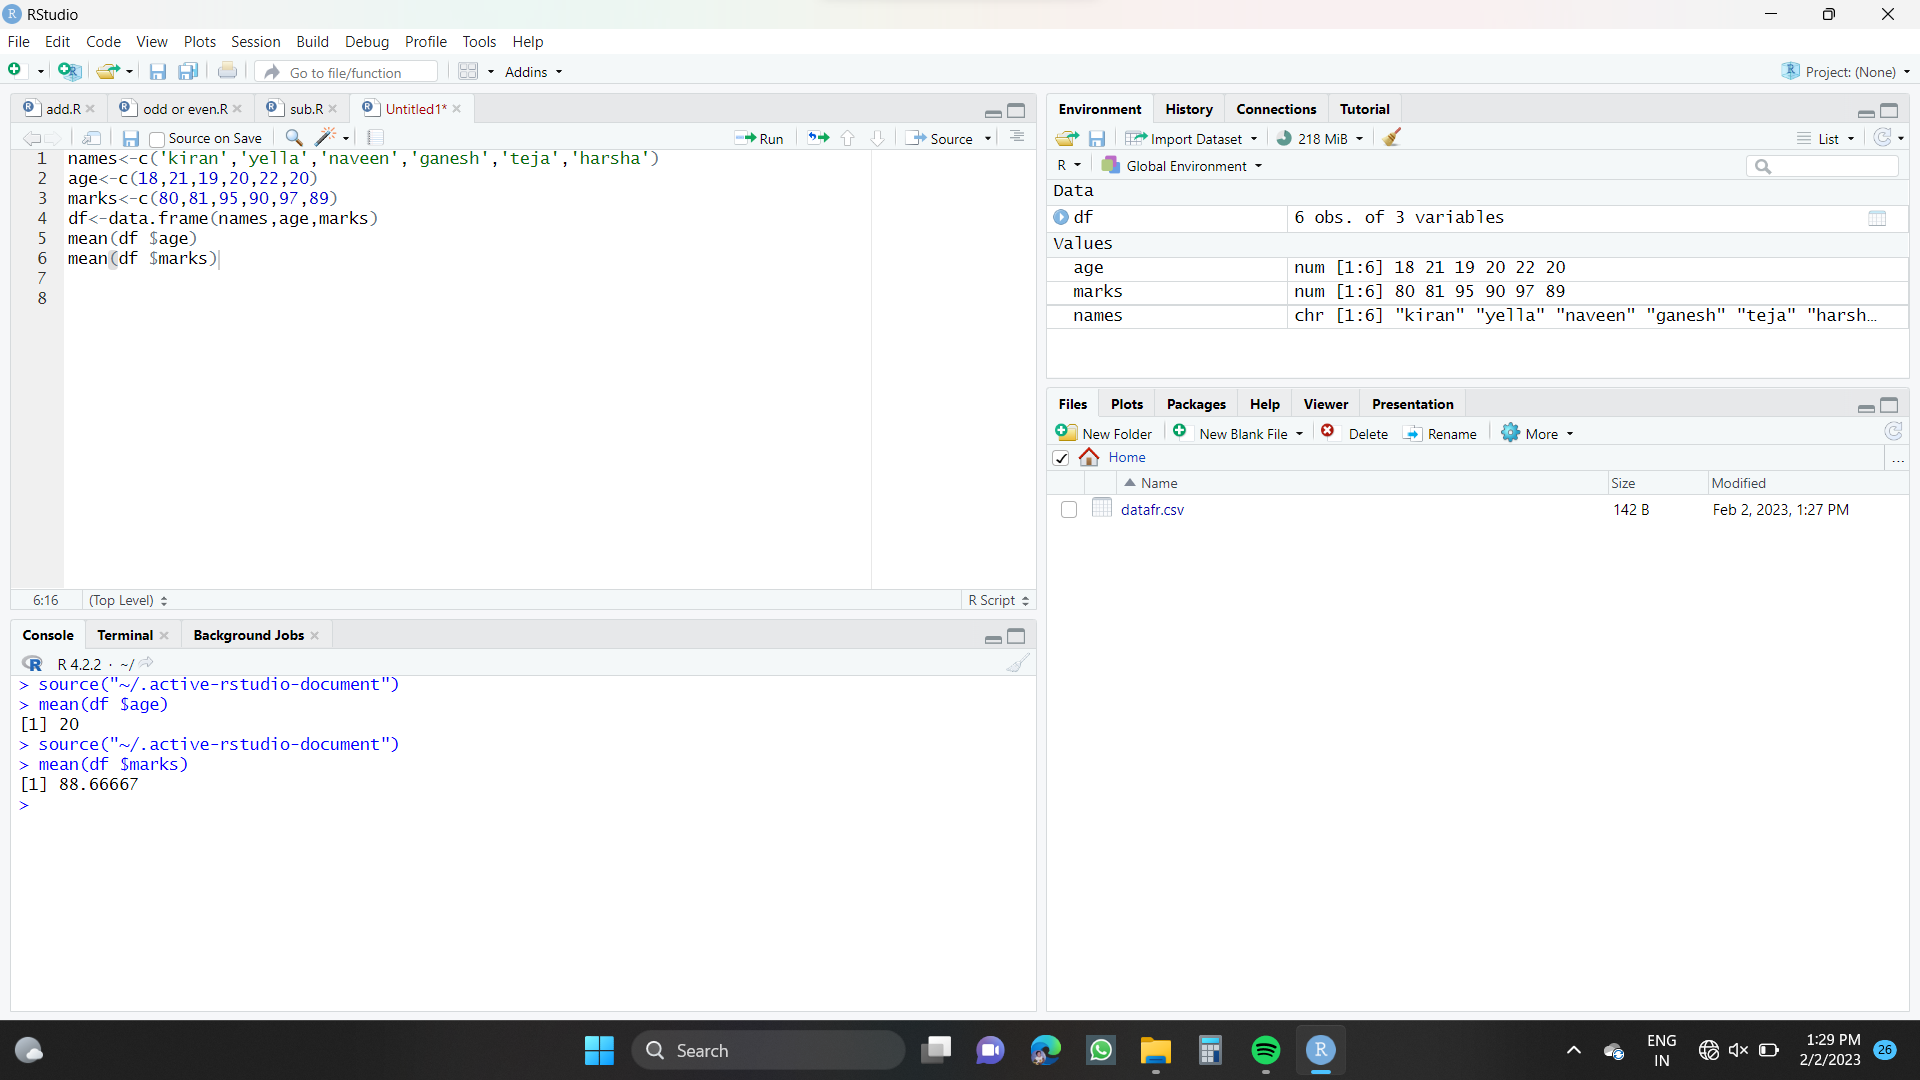 RStudio
File Edit Code View Plots Session Build Debug Profile Tools Help
Go to file/function Addins Project: (None)
add.R odd or even.R sub.R Untitled1*
Source on Save Run Source
1 names<-c('kiran','yella','naveen','ganesh','teja','harsha')
2 age<-c(18,21,19,20,22,20)
3 marks<-c(80,81,95,90,97,89)
4 df<-data.frame(names,age,marks)
5 mean(df $age)
6 mean(df $marks)
7
8
6:16 (Top Level) R Script
Console Terminal Background Jobs
R 4.2.2 · ~/
> source("~/.active-rstudio-document")
> mean(df $age)
[1] 20
> source("~/.active-rstudio-document")
> mean(df $marks)
[1] 88.66667
>
Environment History Connections Tutorial
Import Dataset 218 MiB List
R Global Environment
Data
df 6 obs. of 3 variables
Values
age num [1:6] 18 21 19 20 22 20
marks num [1:6] 80 81 95 90 97 89
names chr [1:6] "kiran" "yella" "naveen" "ganesh" "teja" "harsh…
Files Plots Packages Help Viewer Presentation
New Folder New Blank File Delete Rename More
Home ...
Name Size Modified
datafr.csv 142 B Feb 2, 2023, 1:27 PM
Search
ENG
IN
1:29 PM
2/2/2023
26